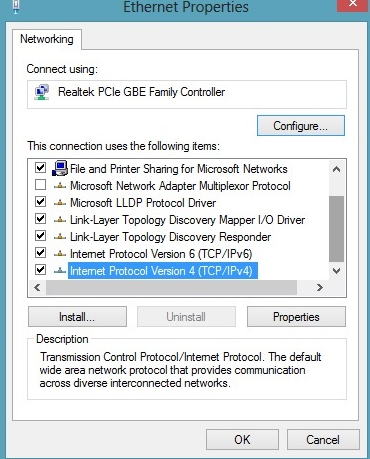 Ethernet Properties
Networking
Connect using:
Realtek PCIe GBE Family Controller
Configure...
This connection uses the following items:
File and Printer Sharing for Microsoft Networks
Microsoft Network Adapter Multiplexor Protocol
Microsoft LLDP Protocol Driver
Link-Layer Topology Discovery Mapper I/O Driver
Link-Layer Topology Discovery Responder
Internet Protocol Version 6 (TCP/IPv6)
Internet Protocol Version 4 (TCP/IPv4)
Install... Uninstall Properties
Description
Transmission Control Protocol/Internet Protocol. The default
wide area network protocol that provides communication
across diverse interconnected networks.
OK Cancel